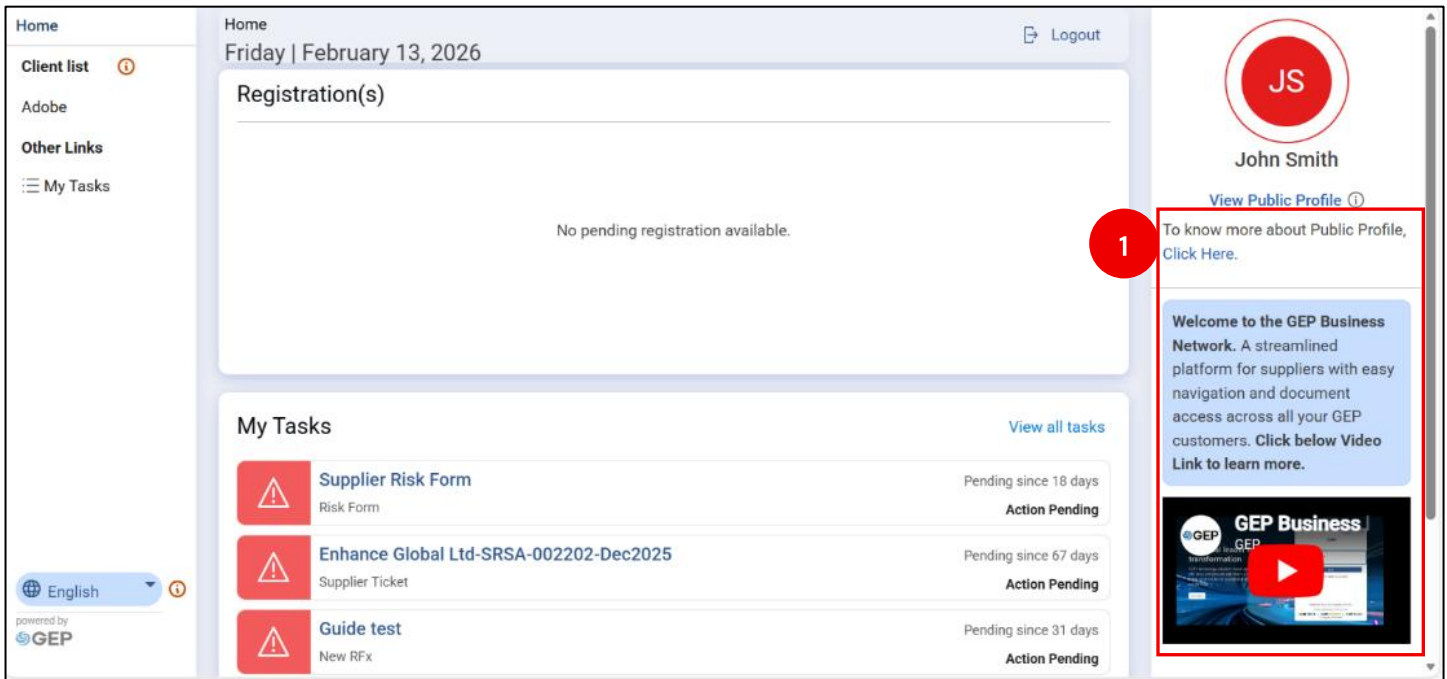 Home
Client list
Adobe
Other Links
My Tasks
English
powered by
GEP
Home
Friday | February 13, 2026
Logout
Registration(s)
No pending registration available.
My Tasks
View all tasks
Supplier Risk Form
Pending since 18 days
Risk Form
Action Pending
Enhance Global Ltd-SRSA-002202-Dec2025
Pending since 67 days
Supplier Ticket
Action Pending
Guide test
Pending since 31 days
New RFx
Action Pending
JS
John Smith
View Public Profile
1
To know more about Public Profile,
Click Here.
Welcome to the GEP Business
Network. A streamlined
platform for suppliers with easy
navigation and document
access across all your GEP
customers. Click below Video
Link to learn more.
GEP
GEP Business
GEP
transformation